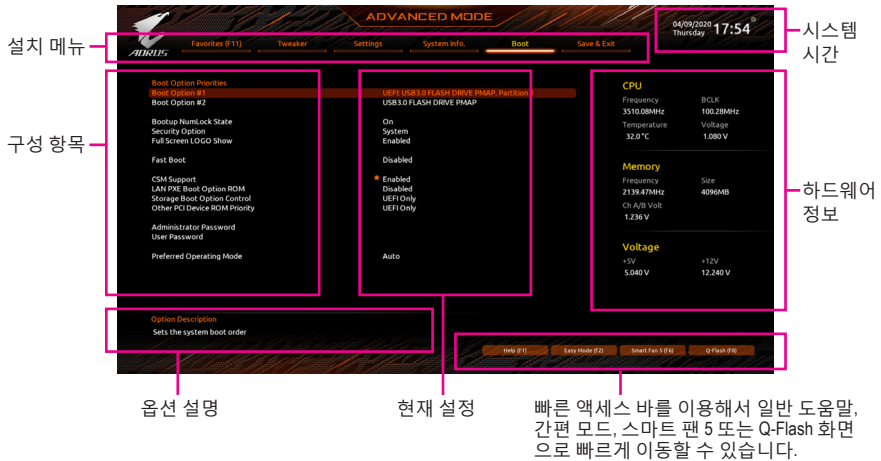 ADVANCED MODE
04/09/2020
Thursday
17:54
시스템
시간
설치 메뉴
AORUS
Favorites (F11)
Tweaker
Settings
System Info.
Boot
Save & Exit
구성 항목
Boot Option Priorities
Boot Option #1
UEFI: USB3.0 FLASH DRIVE PMAP, Partition 1
Boot Option #2
USB3.0 FLASH DRIVE PMAP
Bootup NumLock State
On
Security Option
System
Full Screen LOGO Show
Enabled
Fast Boot
Disabled
CSM Support
* Enabled
LAN PXE Boot Option ROM
Disabled
Storage Boot Option Control
UEFI Only
Other PCI Device ROM Priority
UEFI Only
Administrator Password
User Password
Preferred Operating Mode
Auto
CPU
Frequency
BCLK
3510.08MHz
100.28MHz
Temperature
Voltage
32.0 °C
1.080 V
Memory
Frequency
Size
2139.47MHz
4096MB
Ch A/B Volt
1.236 V
Voltage
+5V
+12V
5.040 V
12.240 V
하드웨어
정보
Option Description
Sets the system boot order
Help (F1)
Easy Mode (F2)
Smart Fan 5 (F6)
Q-Flash (F8)
옵션 설명
현재 설정
빠른 액세스 바를 이용해서 일반 도움말,
간편 모드, 스마트 팬 5 또는 Q-Flash 화면
으로 빠르게 이동할 수 있습니다.